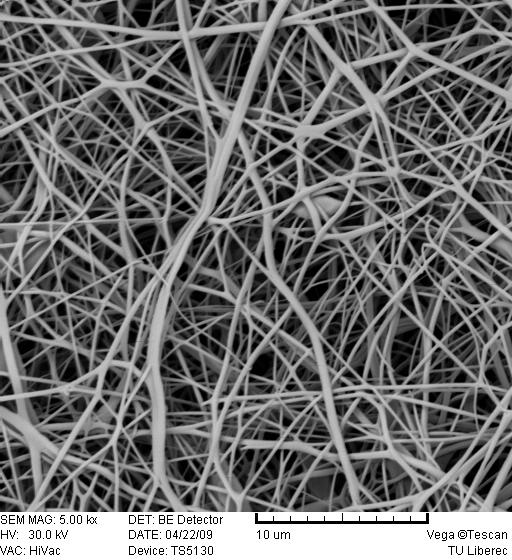 SEM MAG: 5.00 kx DET: BE Detector
HV: 30.0 kV DATE: 04/22/09 10 um Vega ©Tescan
VAC: HiVac Device: TS5130 TU Liberec